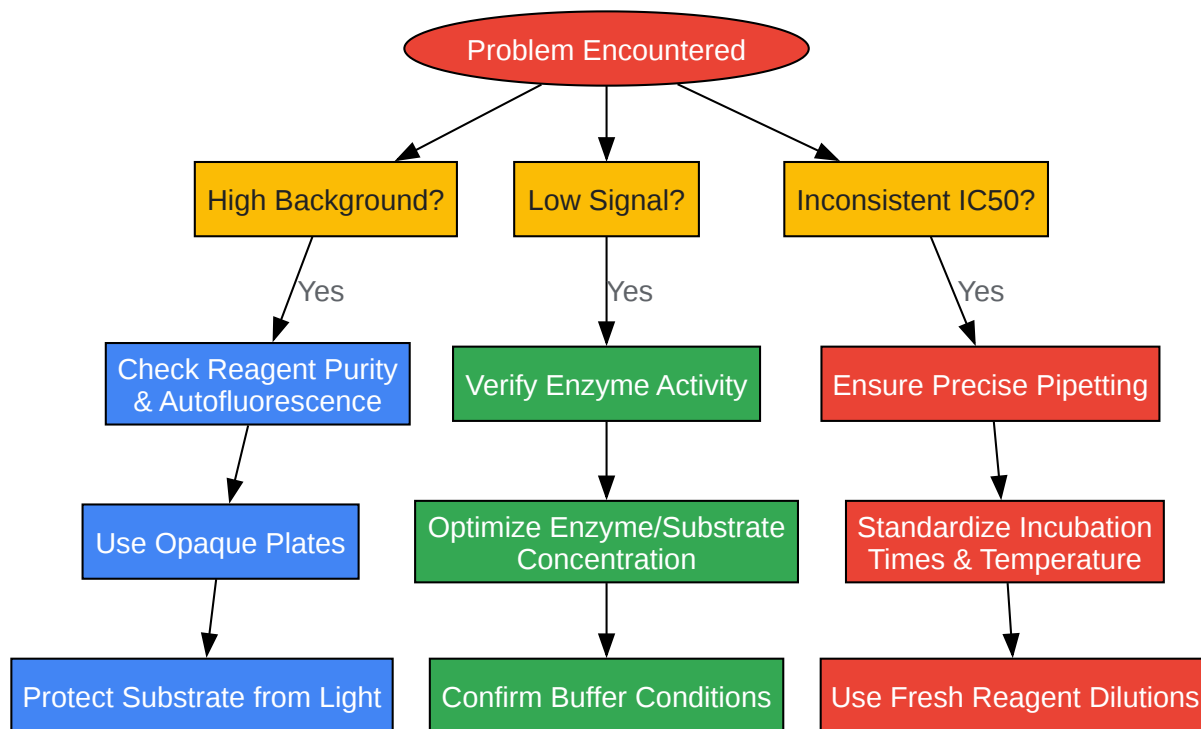 Problem Encountered
High Background?
Low Signal?
Inconsistent IC50?
Yes
Yes
Yes
Check Reagent Purity
& Autofluorescence
Verify Enzyme Activity
Ensure Precise Pipetting
Use Opaque Plates
Optimize Enzyme/Substrate
Concentration
Standardize Incubation
Times & Temperature
Protect Substrate from Light
Confirm Buffer Conditions
Use Fresh Reagent Dilutions